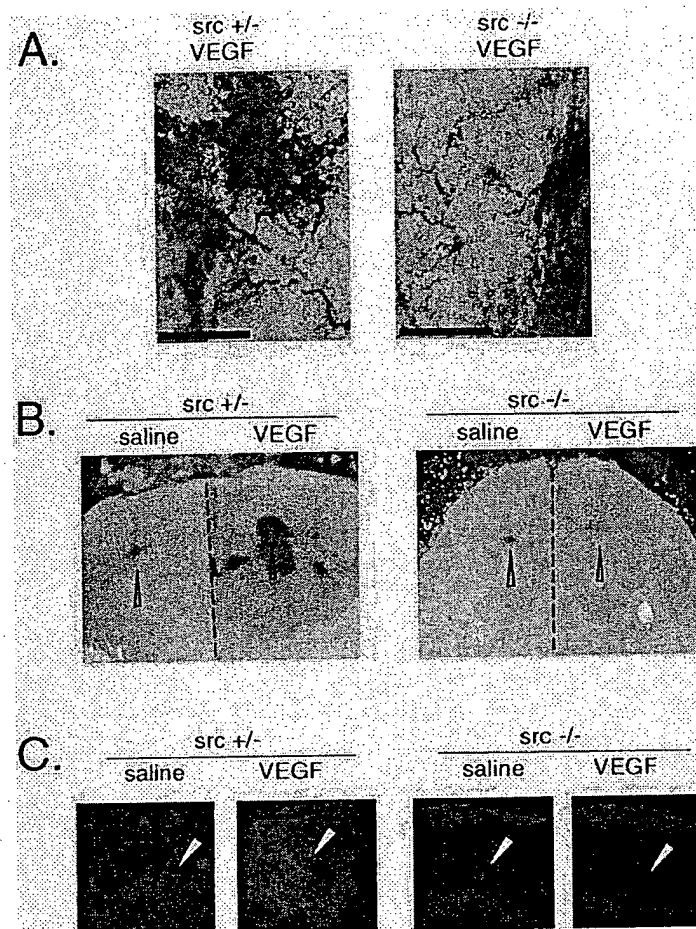 A.
src +/-
VEGF
src -/-
VEGF
B.
src +/-
saline VEGF
src -/-
saline VEGF
C.
src +/-
saline VEGF
src -/-
saline VEGF